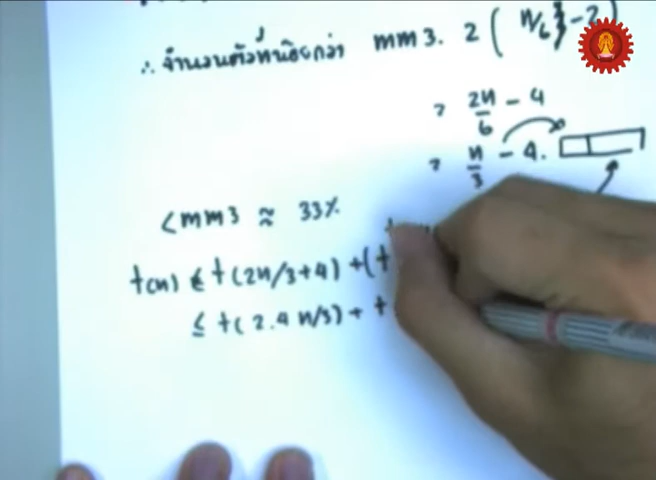 ∴ จำนวนตัวที่น้อยกว่า mm3. 2 ( n/6 } - 2 )
, 2n/6 - 4
, n/3 - 4.
< mm3 ≈ 33%
t(n) ≤ t(2n/3+4) + (t
≤ t( 2.4 n/3) + t